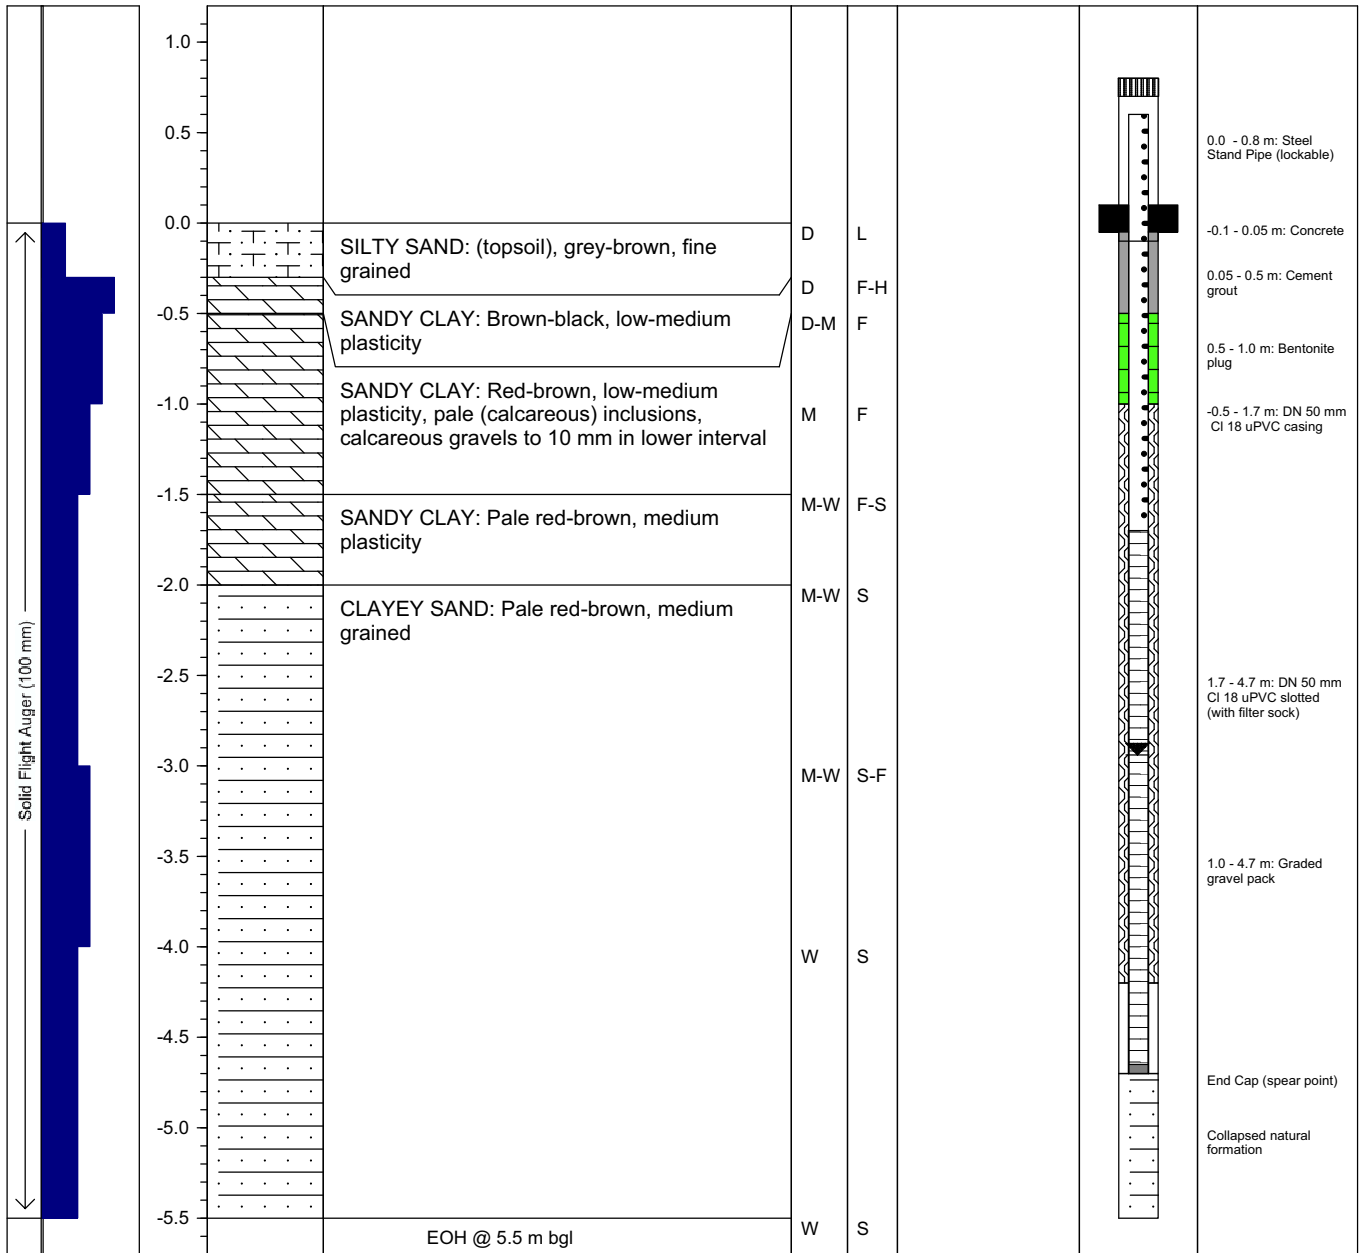 1.0
0.5
0.0
-0.5
-1.0
-1.5
-2.0
-2.5
-3.0
-3.5
-4.0
-4.5
-5.0
-5.5
Solid Flight Auger (100 mm)
SILTY SAND: (topsoil), grey-brown, fine
grained
SANDY CLAY: Brown-black, low-medium
plasticity
SANDY CLAY: Red-brown, low-medium
plasticity, pale (calcareous) inclusions,
calcareous gravels to 10 mm in lower interval
SANDY CLAY: Pale red-brown, medium
plasticity
CLAYEY SAND: Pale red-brown, medium
grained
EOH @ 5.5 m bgl
D L
D F-H
D-M F
M F
M-W F-S
M-W S
M-W S-F
W S
W S
0.0 - 0.8 m: Steel
Stand Pipe (lockable)
-0.1 - 0.05 m: Concrete
0.05 - 0.5 m: Cement
grout
0.5 - 1.0 m: Bentonite
plug
-0.5 - 1.7 m: DN 50 mm
Cl 18 uPVC casing
1.7 - 4.7 m: DN 50 mm
Cl 18 uPVC slotted
(with filter sock)
1.0 - 4.7 m: Graded
gravel pack
End Cap (spear point)
Collapsed natural
formation